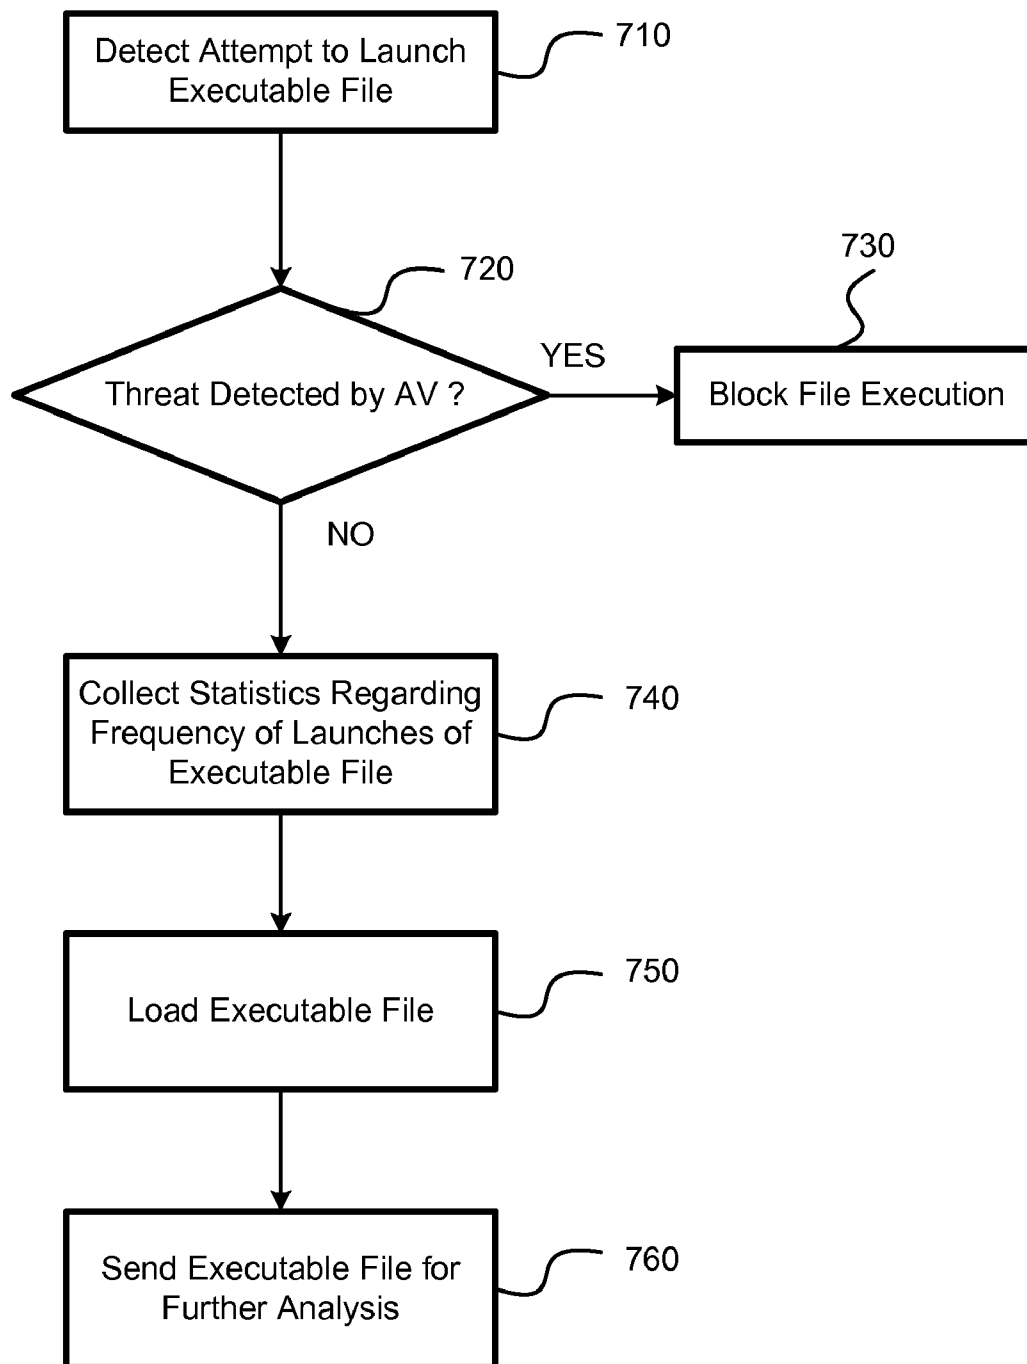 Detect Attempt to Launch
Executable File
710
720
730
Threat Detected by AV ?
YES
Block File Execution
NO
Collect Statistics Regarding
Frequency of Launches of
Executable File
740
Load Executable File
750
Send Executable File for
Further Analysis
760